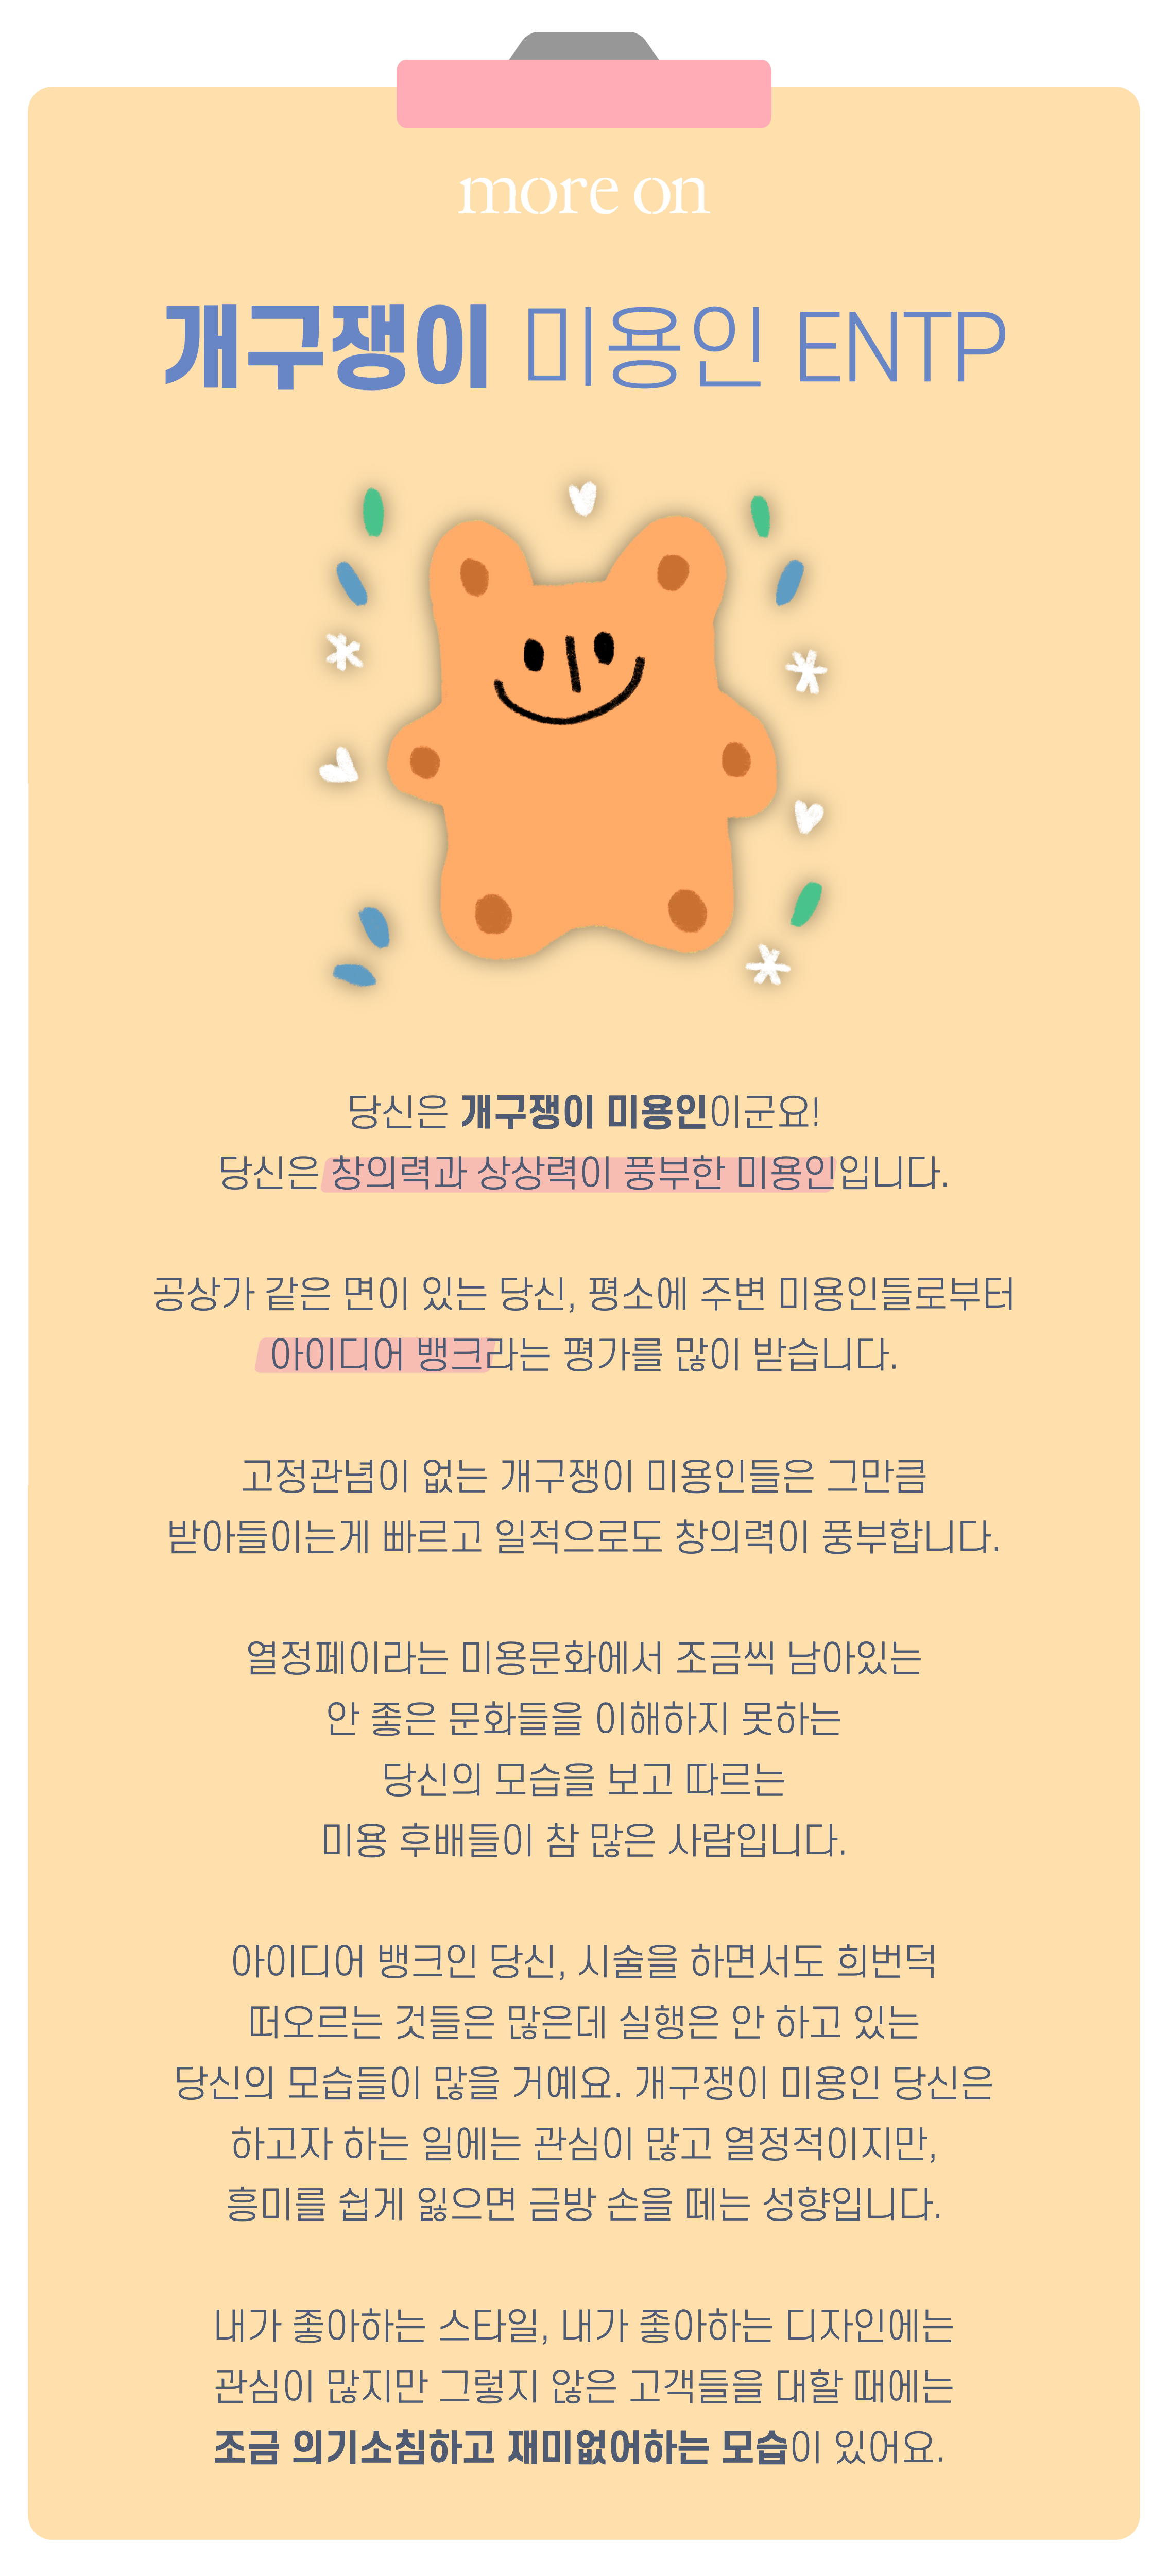 more on
개구쟁이 미용인 ENTP
당신은 개구쟁이 미용인이군요!
당신은 창의력과 상상력이 풍부한 미용인입니다.
공상가 같은 면이 있는 당신, 평소에 주변 미용인들로부터
아이디어 뱅크라는 평가를 많이 받습니다.
고정관념이 없는 개구쟁이 미용인들은 그만큼
받아들이는게 빠르고 일적으로도 창의력이 풍부합니다.
열정페이라는 미용문화에서 조금씩 남아있는
안 좋은 문화들을 이해하지 못하는
당신의 모습을 보고 따르는
미용 후배들이 참 많은 사람입니다.
아이디어 뱅크인 당신, 시술을 하면서도 희번덕
떠오르는 것들은 많은데 실행은 안 하고 있는
당신의 모습들이 많을 거예요. 개구쟁이 미용인 당신은
하고자 하는 일에는 관심이 많고 열정적이지만,
흥미를 쉽게 잃으면 금방 손을 떼는 성향입니다.
내가 좋아하는 스타일, 내가 좋아하는 디자인에는
관심이 많지만 그렇지 않은 고객들을 대할 때에는
조금 의기소침하고 재미없어하는 모습이 있어요.